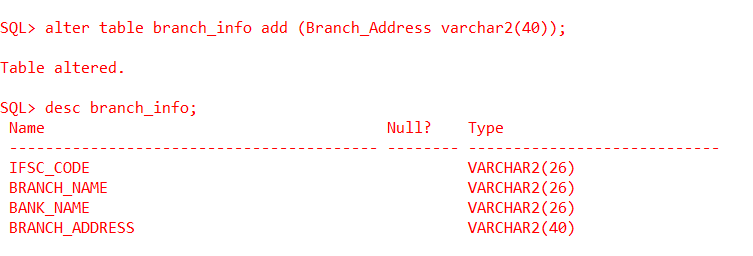 SQL> alter table branch_info add (Branch_Address varchar2(40));
Table altered.
SQL> desc branch_info;
Name Null? Type
----------------------------------------- -------- ----------------------------
IFSC_CODE VARCHAR2(26)
BRANCH_NAME VARCHAR2(26)
BANK_NAME VARCHAR2(26)
BRANCH_ADDRESS VARCHAR2(40)